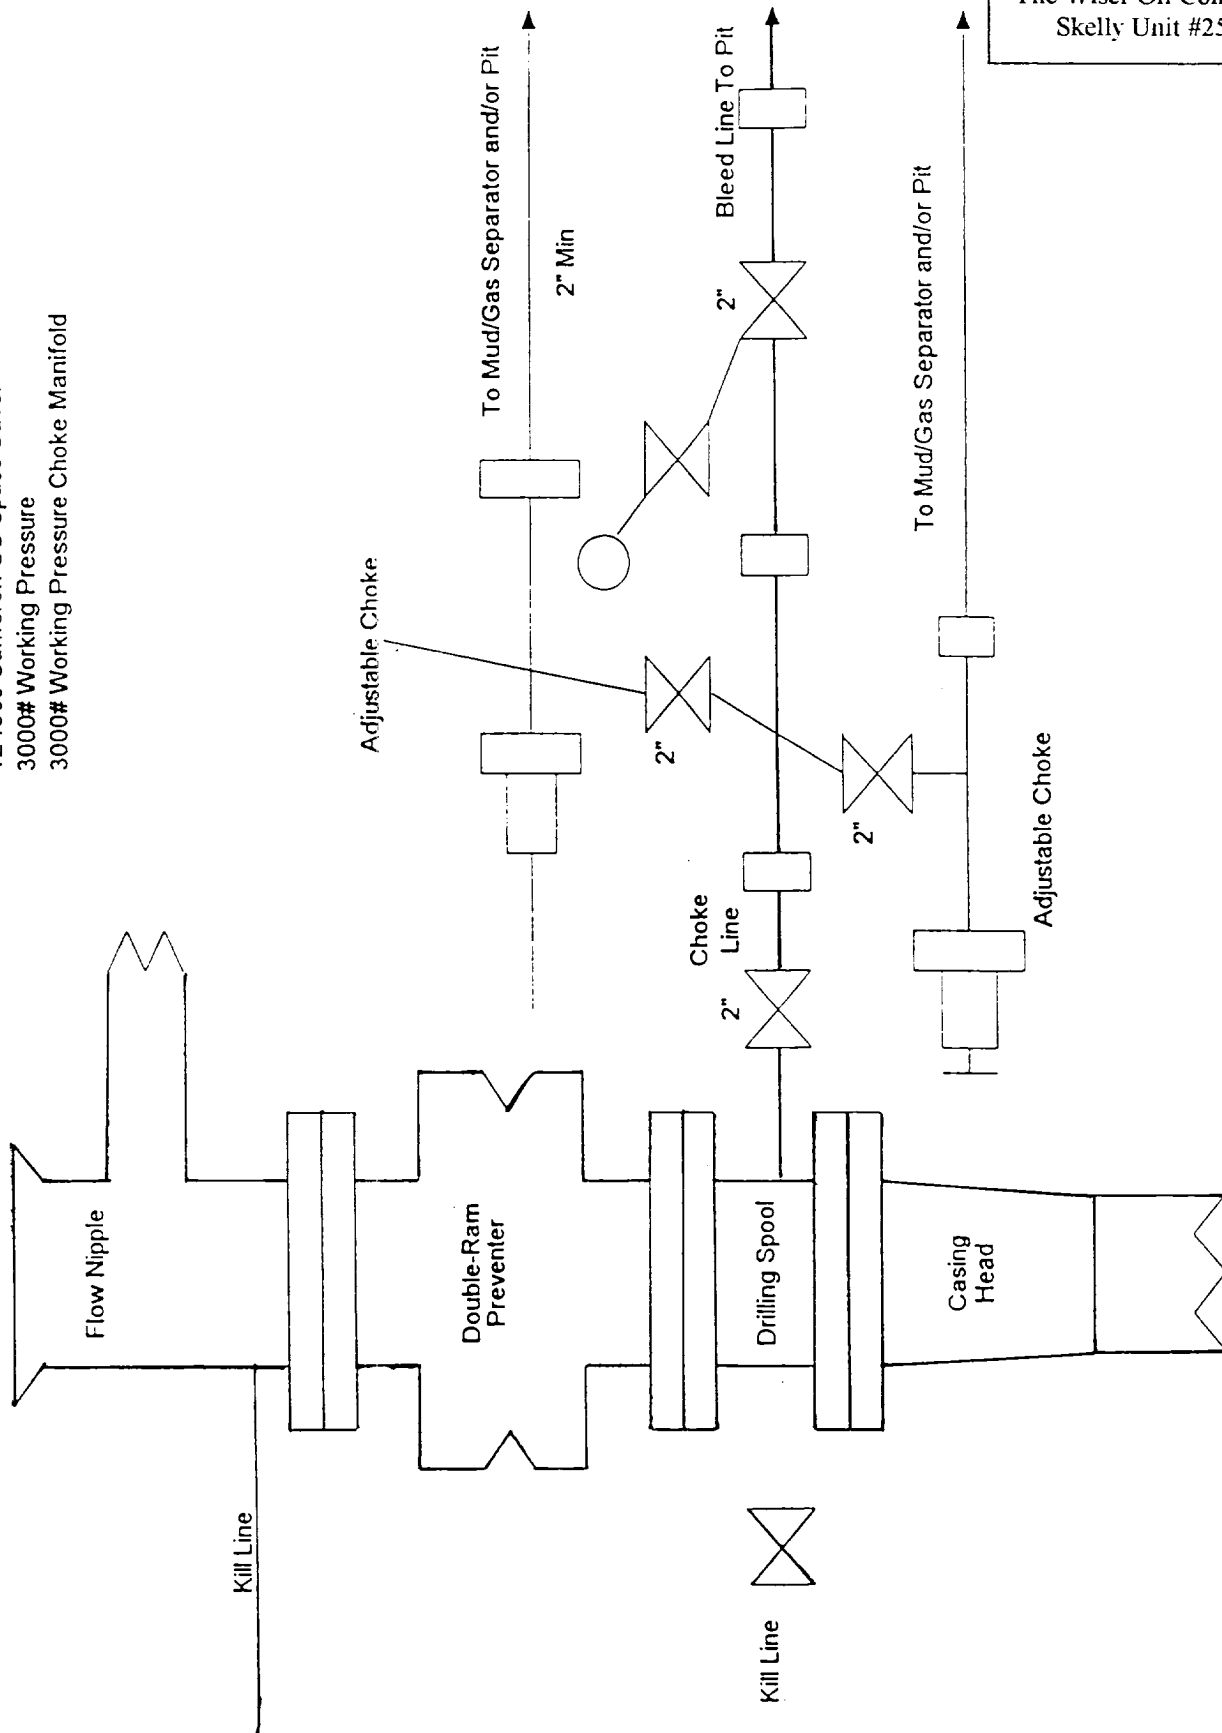 3000# Working Pressure
3000# Working Pressure Choke Manifold
Skelly Unit #25
Adjustable Choke
To Mud/Gas Separator and/or Pit
2" Min
Bleed Line To Pit
2"
2"
2"
To Mud/Gas Separator and/or Pit
Adjustable Choke
Choke
Line
2"
Flow Nipple
Double-Ram
Preventer
Drilling Spool
Casing
Head
Kill Line
Kill Line